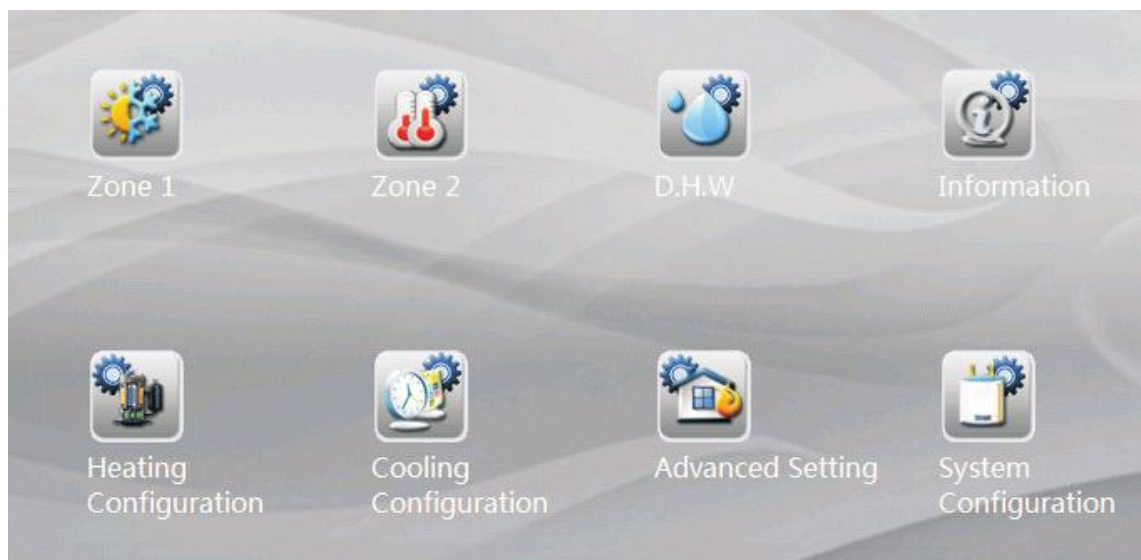 Zone 1
Zone 2
D.H.W
Information
Heating
Configuration
Cooling
Configuration
Advanced Setting
System
Configuration